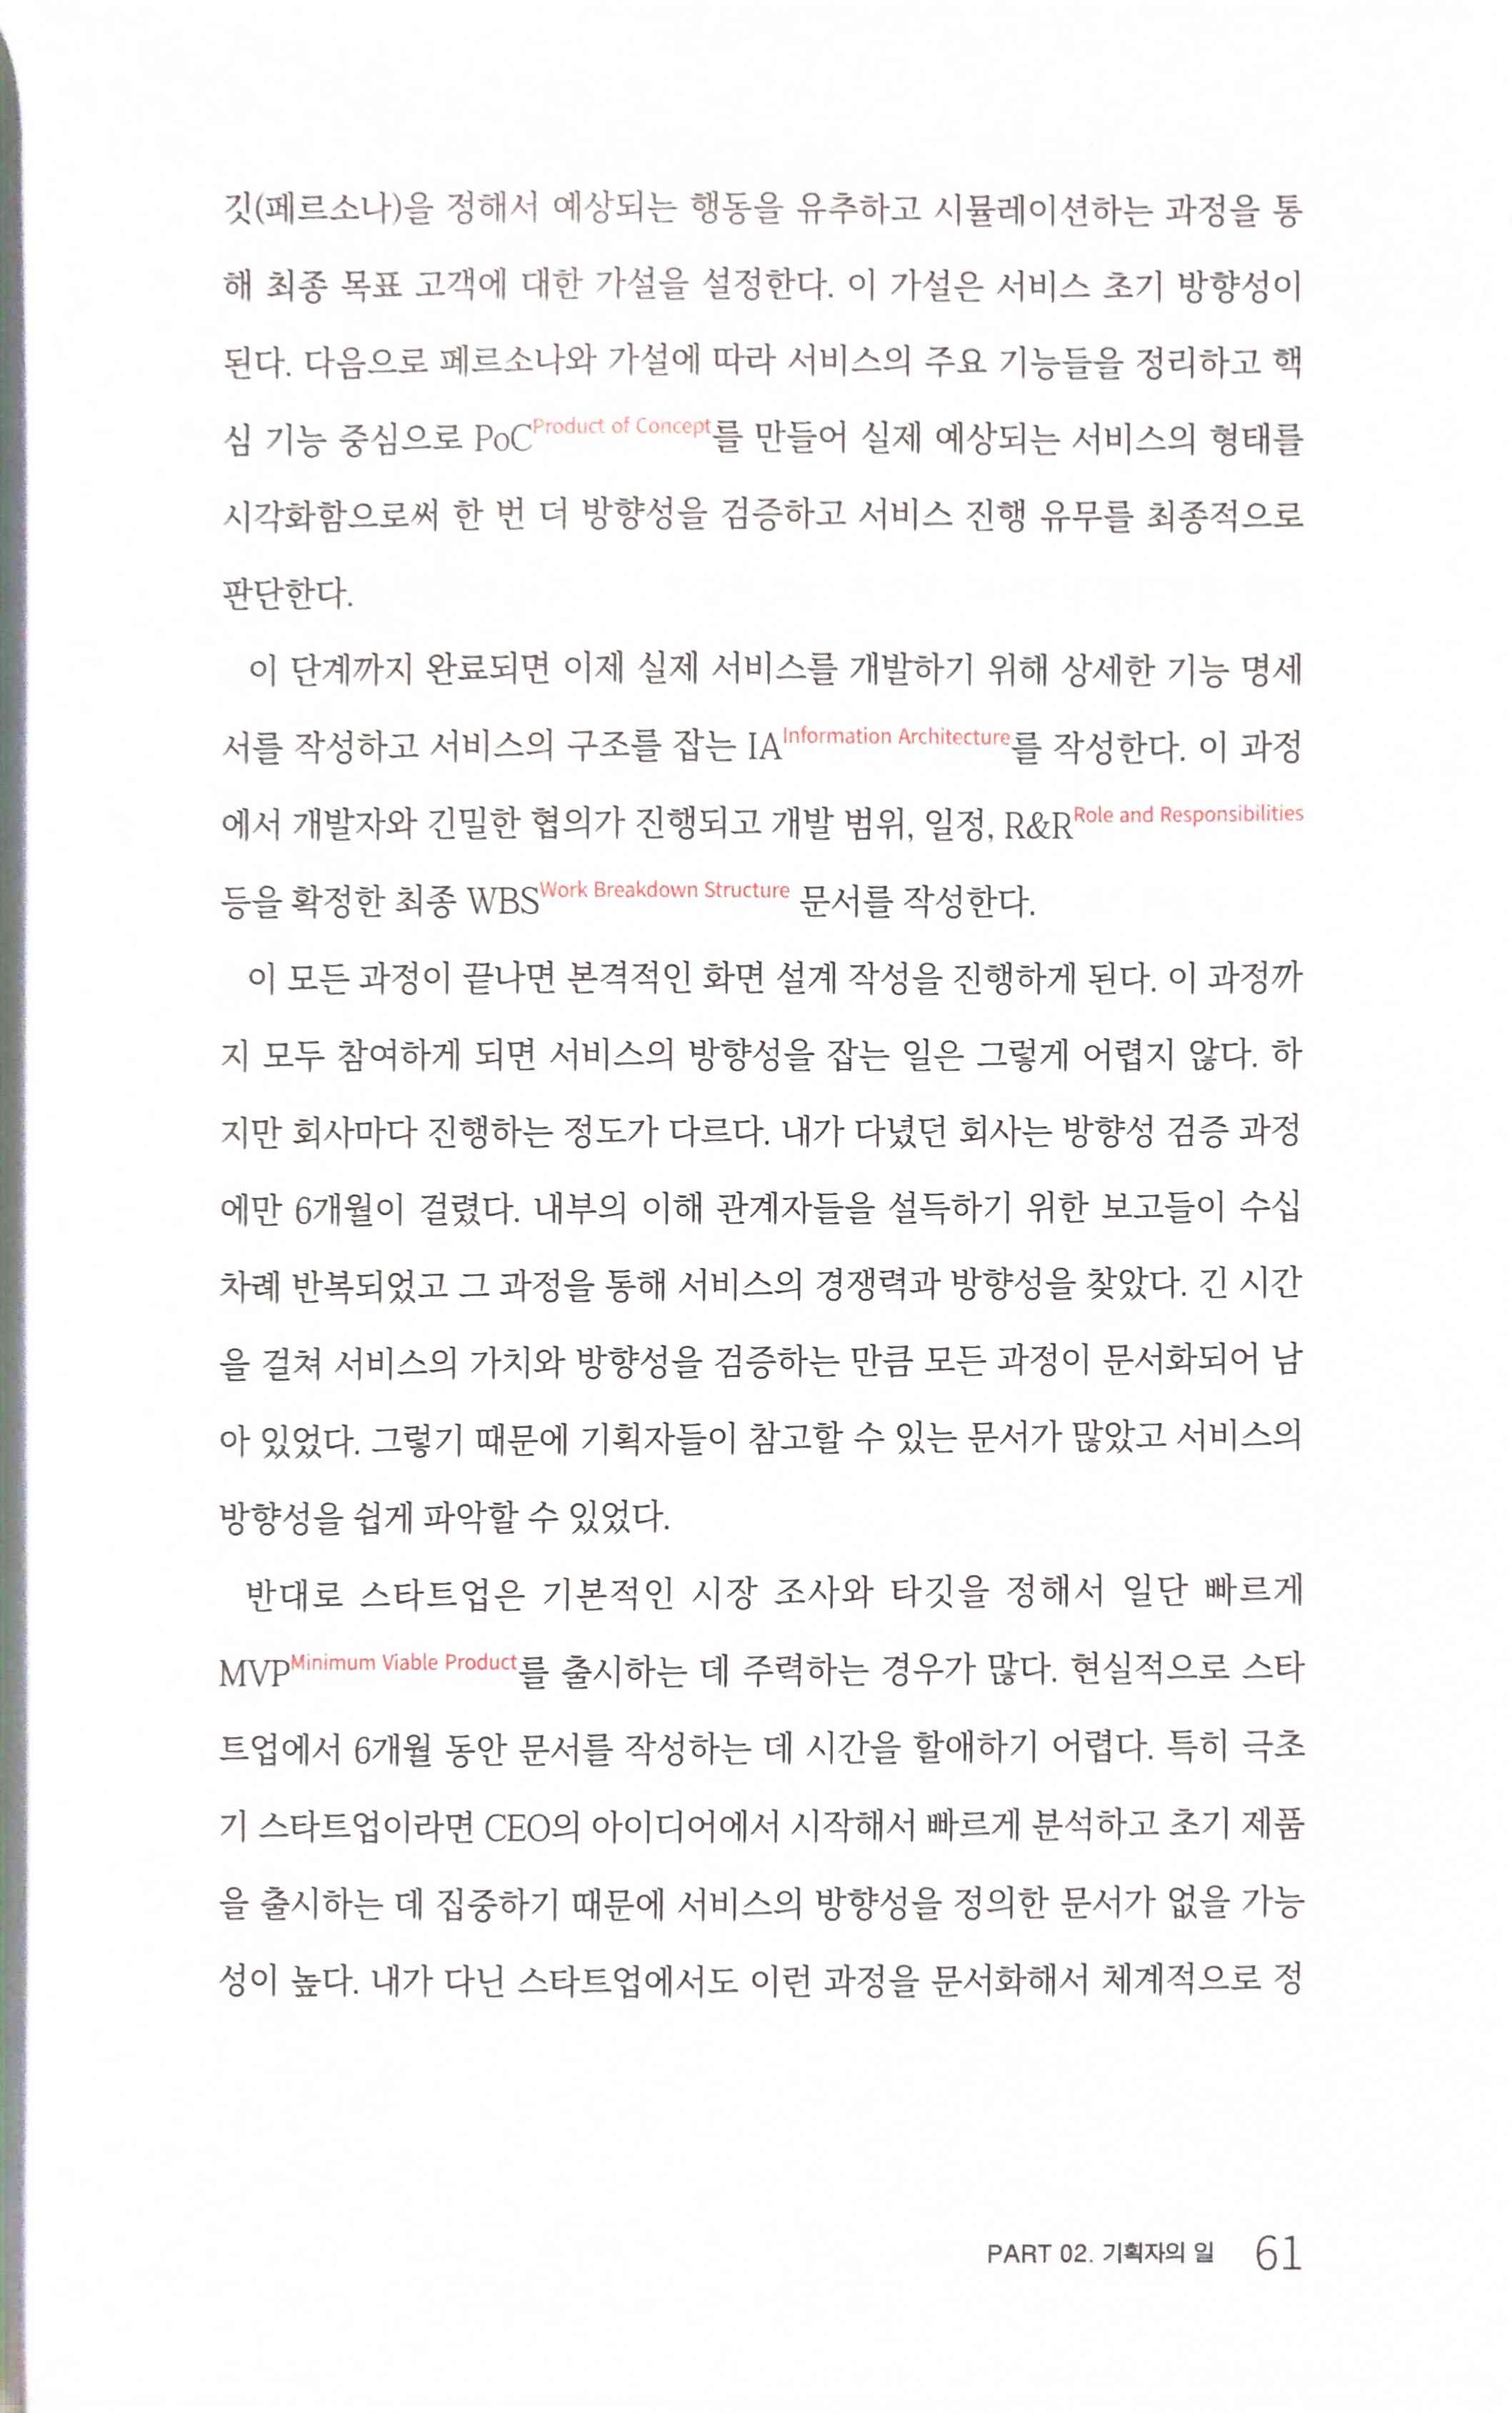 깃(페르소나)을 정해서 예상되는 행동을 유추하고 시뮬레이션하는 과정을 통
해 최종 목표 고객에 대한 가설을 설정한다. 이 가설은 서비스 초기 방향성이
된다. 다음으로 페르소나와 가설에 따라 서비스의 주요 기능들을 정리하고 핵
심 기능 중심으로 PoC Product of Concept를 만들어 실제 예상되는 서비스의 형태를
시각화함으로써 한 번 더 방향성을 검증하고 서비스 진행 유무를 최종적으로
판단한다.
이 단계까지 완료되면 이제 실제 서비스를 개발하기 위해 상세한 기능 명세
서를 작성하고 서비스의 구조를 잡는 IA Information Architecture를 작성한다. 이 과정
에서 개발자와 긴밀한 협의가 진행되고 개발 범위, 일정, R&R Role and Responsibilities
등을 확정한 최종 WBS Work Breakdown Structure 문서를 작성한다.
이 모든 과정이 끝나면 본격적인 화면 설계 작성을 진행하게 된다. 이 과정까
지 모두 참여하게 되면 서비스의 방향성을 잡는 일은 그렇게 어렵지 않다. 하
지만 회사마다 진행하는 정도가 다르다. 내가 다녔던 회사는 방향성 검증 과정
에만 6개월이 걸렸다. 내부의 이해 관계자들을 설득하기 위한 보고들이 수십
차례 반복되었고 그 과정을 통해 서비스의 경쟁력과 방향성을 찾았다. 긴 시간
을 걸쳐 서비스의 가치와 방향성을 검증하는 만큼 모든 과정이 문서화되어 남
아 있었다. 그렇기 때문에 기획자들이 참고할 수 있는 문서가 많았고 서비스의
방향성을 쉽게 파악할 수 있었다.
반대로 스타트업은 기본적인 시장 조사와 타깃을 정해서 일단 빠르게
MVP Minimum Viable Product를 출시하는 데 주력하는 경우가 많다. 현실적으로 스타
트업에서 6개월 동안 문서를 작성하는 데 시간을 할애하기 어렵다. 특히 극초
기 스타트업이라면 CEO의 아이디어에서 시작해서 빠르게 분석하고 초기 제품
을 출시하는 데 집중하기 때문에 서비스의 방향성을 정의한 문서가 없을 가능
성이 높다. 내가 다닌 스타트업에서도 이런 과정을 문서화해서 체계적으로 정
PART 02. 기획자의 일 61